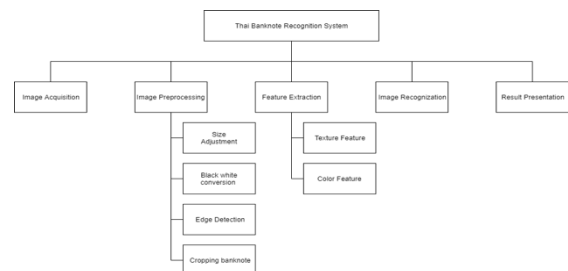 Thai Banknote Recognition System
Image Acquisition
Image Preprocessing
Feature Extraction
Image Recognization
Result Presentation
Size
Adjustment
Texture Feature
Black white
conversion
Color Feature
Edge Detection
Cropping banknote